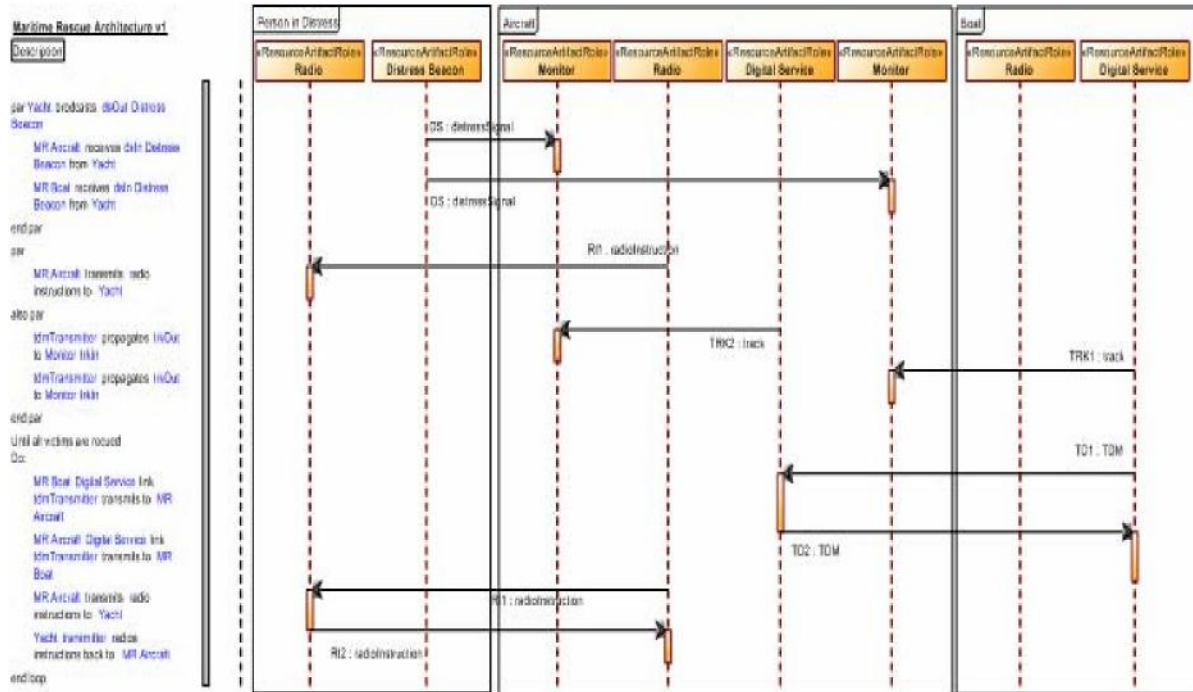 Maritime Rescue Architecture v1
Description
par Yacht brodcasts dsOut Distress
Beacon
MR Aircraft receives dsIn Distress
Beacon from Yacht
MR Boat receives dsIn Distress
Beacon from Yacht
end par
par
MR Aircraft transmits radio
instructions to Yacht
also par
tdmTransmitter propagates trkOut
to Monitor trkIn
tdmTransmitter propagates trkOut
to Monitor trkIn
end par
Until all victims are rocued
Do:
MR Boat Digital Service link
tdmTransmitter transmits to MR
Aircraft
MR Aircraft Digital Service link
tdmTransmitter transmits to MR
Boat
MR Aircraft transmits radio
instructions to Yacht
Yacht transmitter radios
instructions back to MR Aircraft
end loop
Person in Distress
«ResourceArtifactRole»
Radio
«ResourceArtifactRole»
Distress Beacon
Aircraft
«ResourceArtifactRole»
Monitor
«ResourceArtifactRole»
Radio
«ResourceArtifactRole»
Digital Service
«ResourceArtifactRole»
Monitor
Boat
«ResourceArtifactRole»
Radio
«ResourceArtifactRole»
Digital Service
DS : distressSignal
DS : distressSignal
RI1 : radioInstruction
TRK2 : track
TRK1 : track
TD1 : TDM
TD2 : TDM
RI1 : radioInstruction
RI2 : radioInstruction